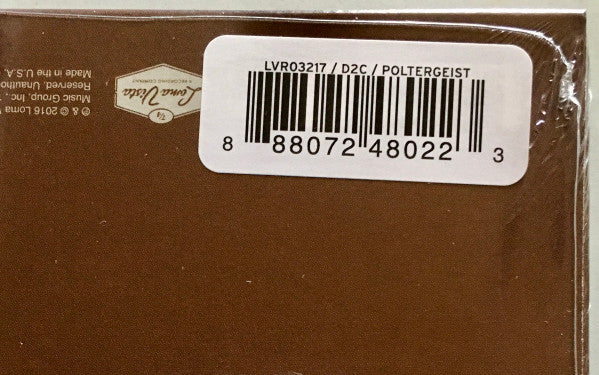 LVR03217 / D2C / POLTERGEIST
8 88072 48022 3
Loma Vista
A RECORDING COMPANY
℗ & © 2016 Loma
Music Group, Inc.,
Reserved. Unautho
Made in the U.S.A.